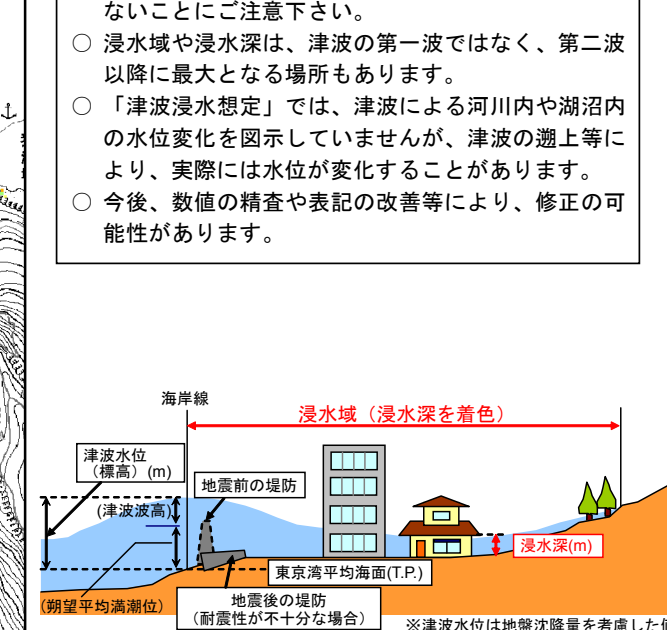 ないことにご注意下さい。
○ 浸水域や浸水深は、津波の第一波ではなく、第二波
以降に最大となる場所もあります。
○ 「津波浸水想定」では、津波による河川内や湖沼内
の水位変化を図示していませんが、津波の遡上等に
より、実際には水位が変化することがあります。
○ 今後、数値の精査や表記の改善等により、修正の可
能性があります。
海岸線
浸水域（浸水深を着色）
津波水位
（標高）(m)
地震前の堤防
(津波波高)
浸水深(m)
東京湾平均海面(T.P.)
(朔望平均満潮位)
地震後の堤防
（耐震性が不十分な場合）
※津波水位は地盤沈降量を考慮した